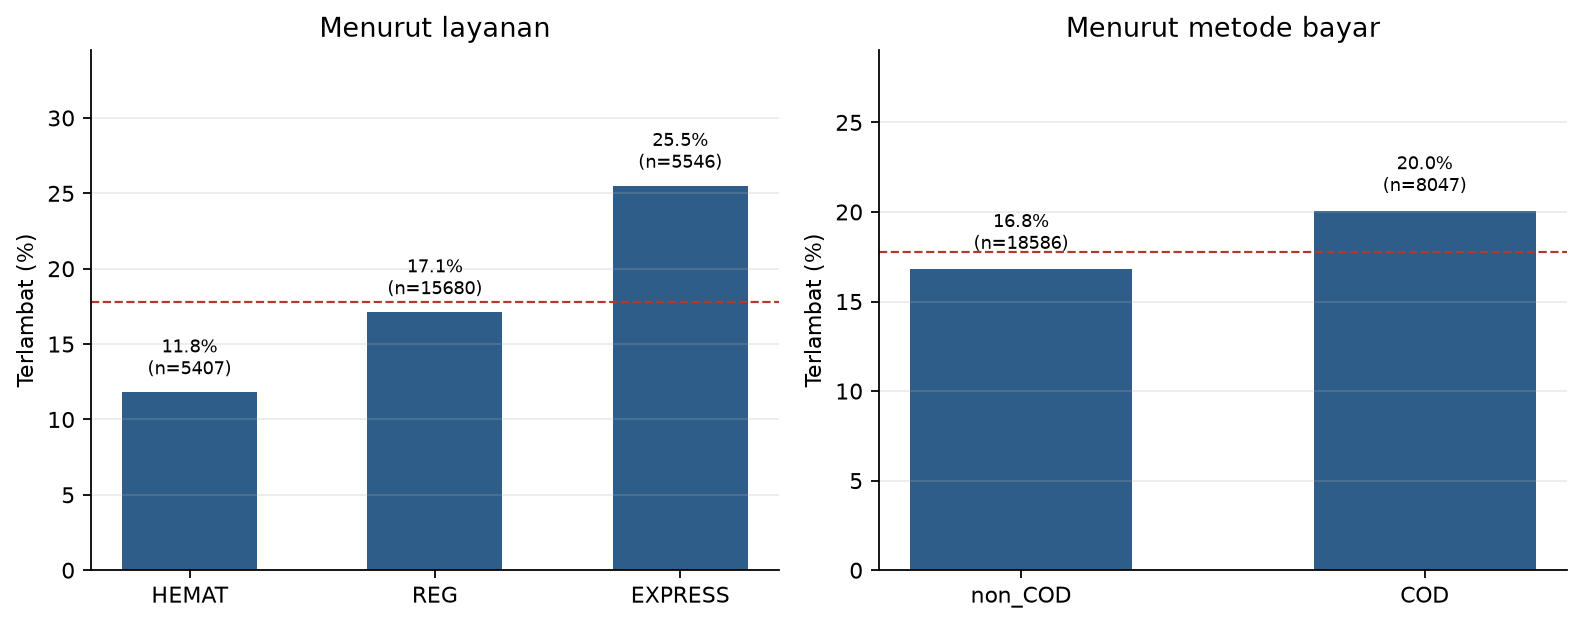 Menurut layanan
Terlambat (%)
30
25
20
15
10
5
0
25.5%
(n=5546)
17.1%
(n=15680)
11.8%
(n=5407)
HEMAT
REG
EXPRESS
Menurut metode bayar
Terlambat (%)
25
20
15
10
5
0
20.0%
(n=8047)
16.8%
(n=18586)
non_COD
COD